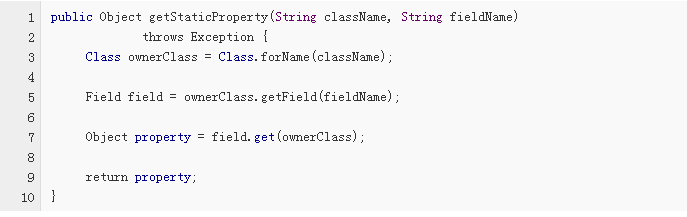 1 public Object getStaticProperty(String className, String fieldName)
2 throws Exception {
3 Class ownerClass = Class.forName(className);
4
5 Field field = ownerClass.getField(fieldName);
6
7 Object property = field.get(ownerClass);
8
9 return property;
10 }